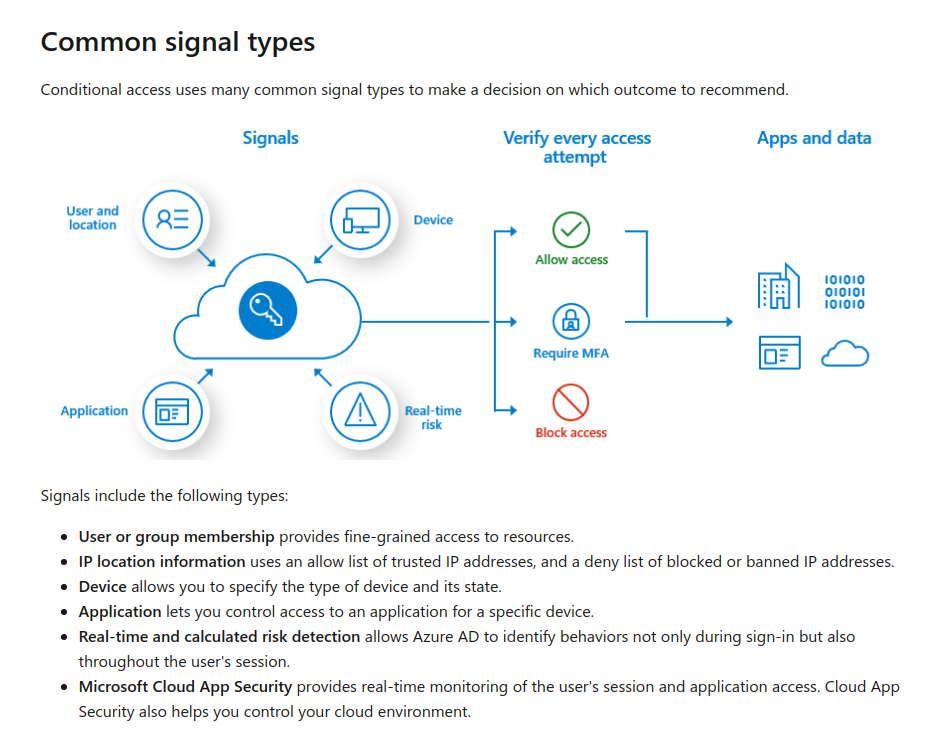 Common signal types
Conditional access uses many common signal types to make a decision on which outcome to recommend.
Signals
Verify every access
attempt
Apps and data
User and
location
Device
Allow access
010101
010101
101010
Require MFA
Application
Real-time
risk
Block access
Signals include the following types:
• User or group membership provides fine-grained access to resources.
• IP location information uses an allow list of trusted IP addresses, and a deny list of blocked or banned IP addresses.
• Device allows you to specify the type of device and its state.
• Application lets you control access to an application for a specific device.
• Real-time and calculated risk detection allows Azure AD to identify behaviors not only during sign-in but also
throughout the user's session.
• Microsoft Cloud App Security provides real-time monitoring of the user's session and application access. Cloud App
Security also helps you control your cloud environment.